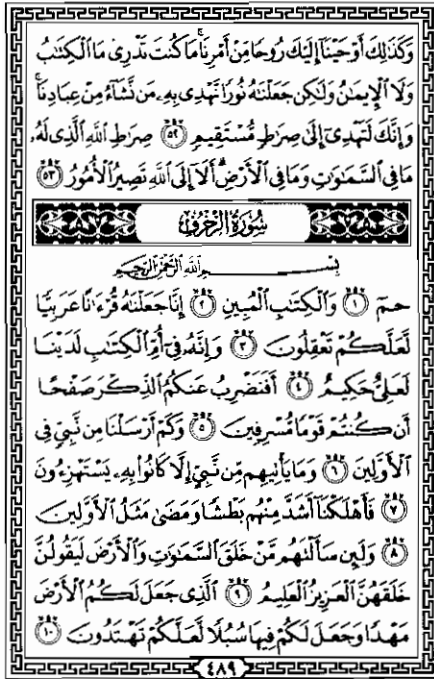 وَكَذَٰلِكَ أَوْحَيْنَآ إِلَيْكَ رُوحًا مِّنْ أَمْرِنَا ۚ مَا كُنتَ تَدْرِى مَا ٱلْكِتَٰبُ
وَلَا ٱلْإِيمَٰنُ وَلَٰكِن جَعَلْنَٰهُ نُورًا نَّهْدِى بِهِۦ مَن نَّشَآءُ مِنْ عِبَادِنَا ۚ
وَإِنَّكَ لَتَهْدِىٓ إِلَىٰ صِرَٰطٍ مُّسْتَقِيمٍ ٥٢ صِرَٰطِ ٱللَّهِ ٱلَّذِى لَهُۥ
مَا فِى ٱلسَّمَٰوَٰتِ وَمَا فِى ٱلْأَرْضِ ۗ أَلَآ إِلَى ٱللَّهِ تَصِيرُ ٱلْأُمُورُ ٥٣
سُورَةُ الزُّخْرُفِ
بِسْمِ ٱللَّهِ ٱلرَّحْمَٰنِ ٱلرَّحِيمِ
حمٓ ١ وَٱلْكِتَٰبِ ٱلْمُبِينِ ٢ إِنَّا جَعَلْنَٰهُ قُرْءَٰنًا عَرَبِيًّا
لَّعَلَّكُمْ تَعْقِلُونَ ٣ وَإِنَّهُۥ فِىٓ أُمِّ ٱلْكِتَٰبِ لَدَيْنَا
لَعَلِىٌّ حَكِيمٌ ٤ أَفَنَضْرِبُ عَنكُمُ ٱلذِّكْرَ صَفْحًا
أَن كُنتُمْ قَوْمًا مُّسْرِفِينَ ٥ وَكَمْ أَرْسَلْنَا مِن نَّبِىٍّ فِى
ٱلْأَوَّلِينَ ٦ وَمَا يَأْتِيهِم مِّن نَّبِىٍّ إِلَّا كَانُوا۟ بِهِۦ يَسْتَهْزِءُونَ
٧ فَأَهْلَكْنَآ أَشَدَّ مِنْهُم بَطْشًا وَمَضَىٰ مَثَلُ ٱلْأَوَّلِينَ
٨ وَلَئِن سَأَلْتَهُم مَّنْ خَلَقَ ٱلسَّمَٰوَٰتِ وَٱلْأَرْضَ لَيَقُولُنَّ
خَلَقَهُنَّ ٱلْعَزِيزُ ٱلْعَلِيمُ ٩ ٱلَّذِى جَعَلَ لَكُمُ ٱلْأَرْضَ
مَهْدًا وَجَعَلَ لَكُمْ فِيهَا سُبُلًا لَّعَلَّكُمْ تَهْتَدُونَ ١٠
٤٨٩